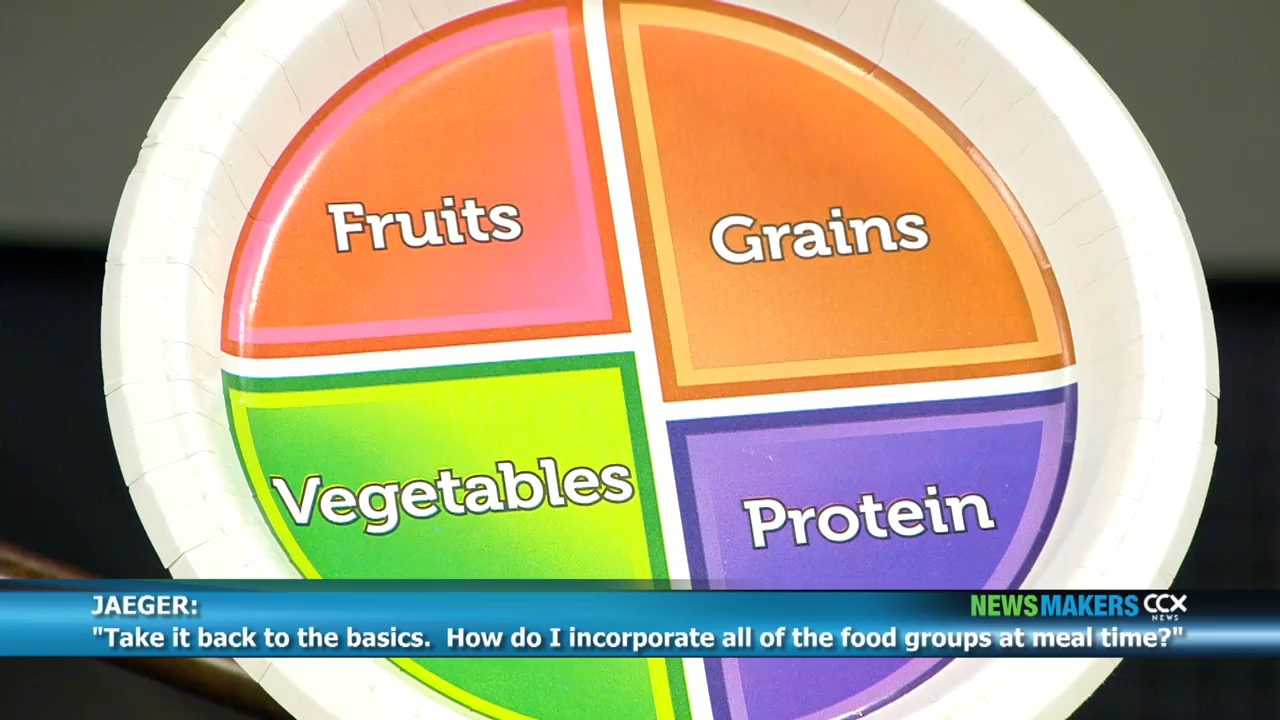 Fruits
Grains
Vegetables
Protein
JAEGER:
NEWSMAKERS CCX
NEWS
"Take it back to the basics.  How do I incorporate all of the food groups at meal time?"